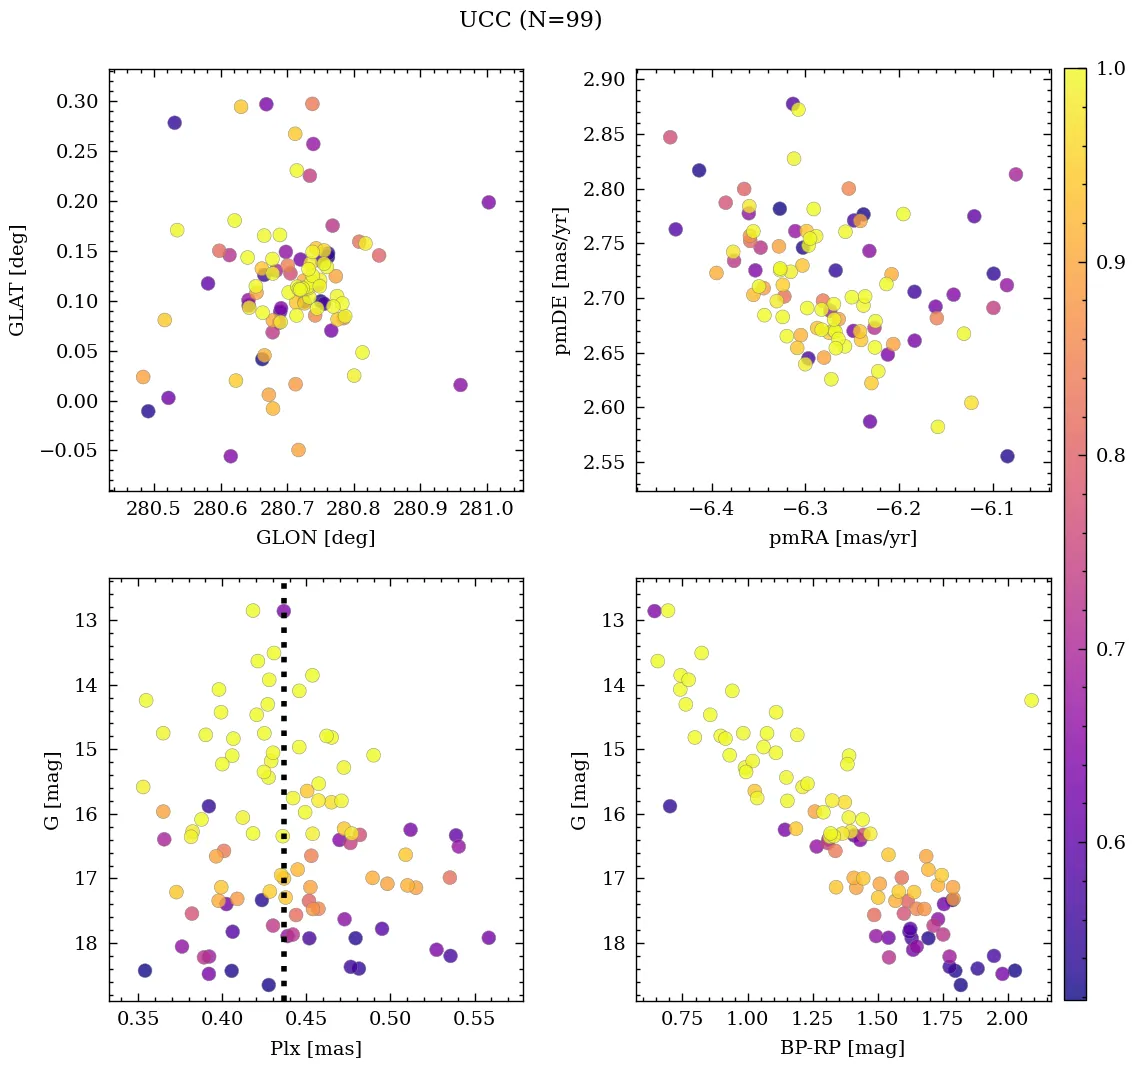 UCC (N=99)
0.30
0.25
0.20
0.15
0.10
0.05
0.00
−0.05
GLAT [deg]
280.5 280.6 280.7 280.8 280.9 281.0
GLON [deg]
2.90
2.85
2.80
2.75
2.70
2.65
2.60
2.55
pmDE [mas/yr]
−6.4 −6.3 −6.2 −6.1
pmRA [mas/yr]
1.0
0.9
0.8
0.7
0.6
13
14
15
16
17
18
G [mag]
0.35 0.40 0.45 0.50 0.55
Plx [mas]
13
14
15
16
17
18
G [mag]
0.75 1.00 1.25 1.50 1.75 2.00
BP-RP [mag]